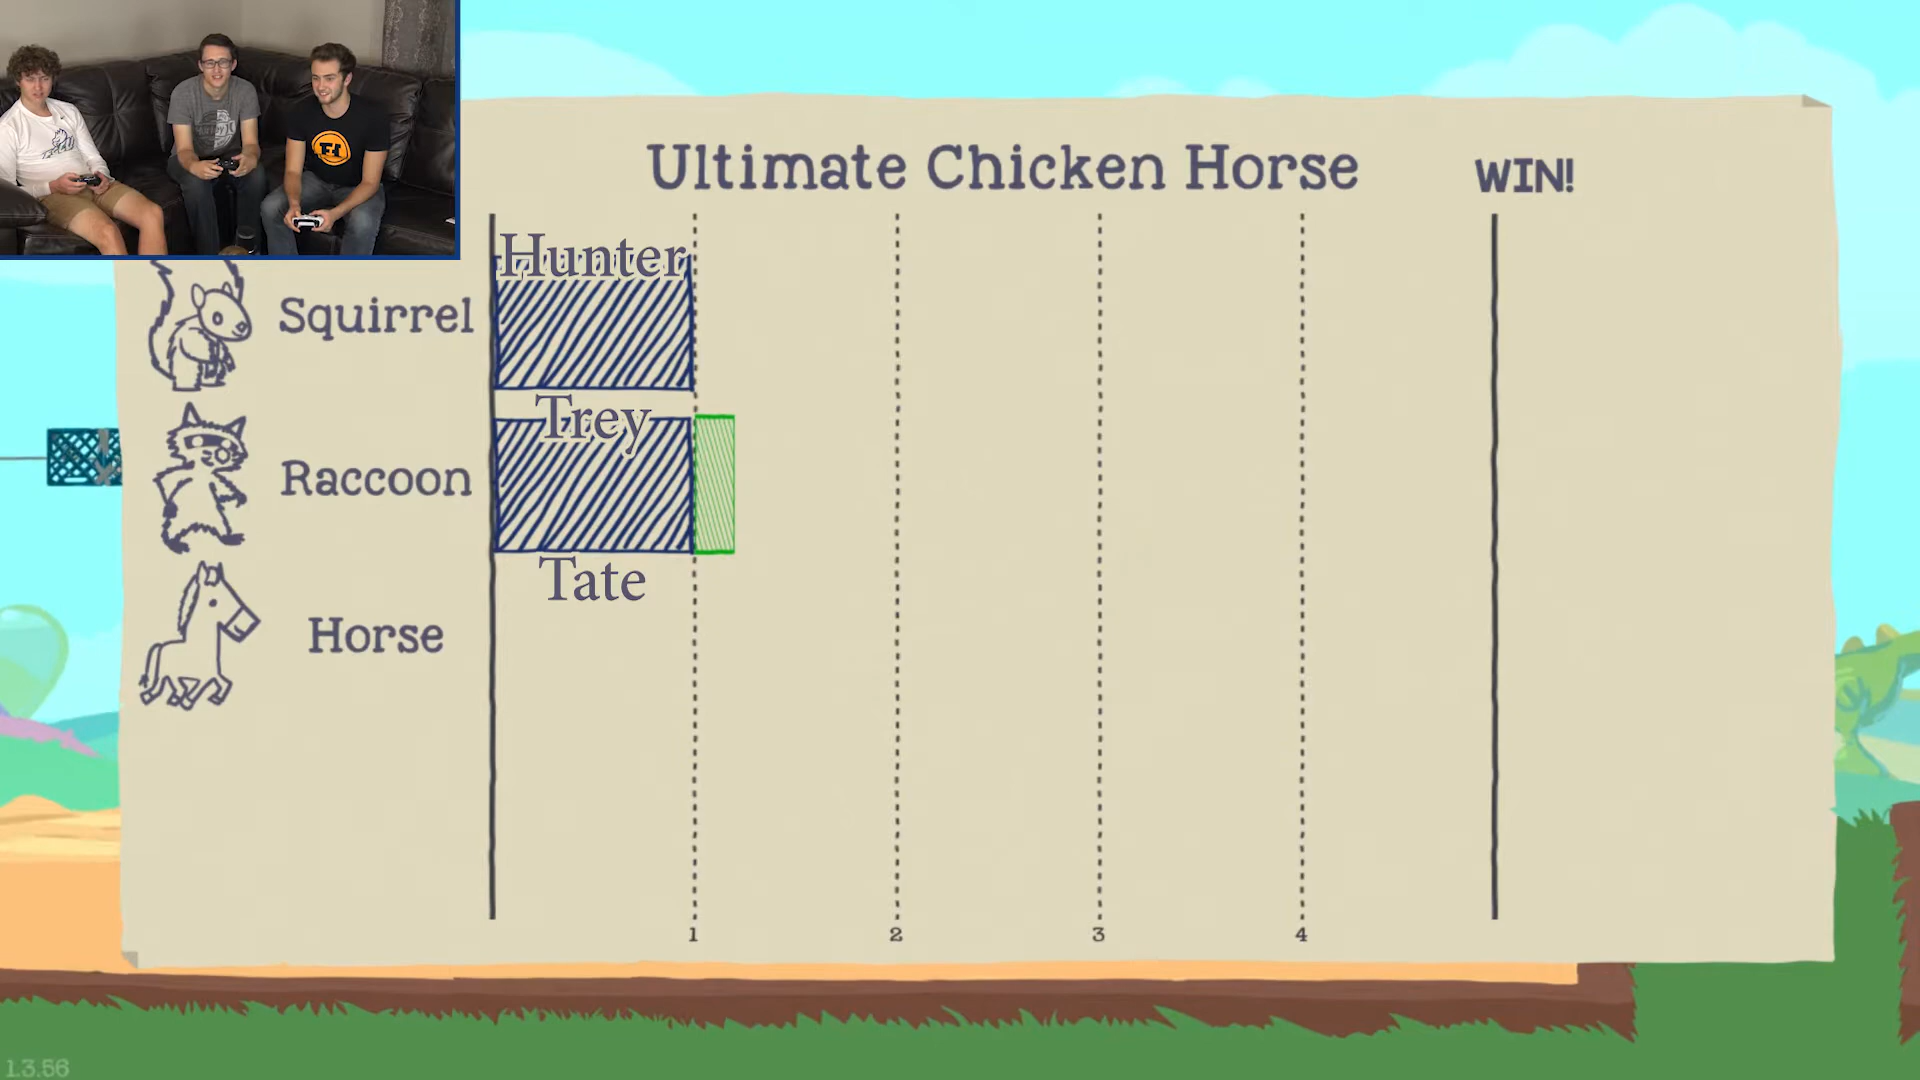 Ultimate Chicken Horse
WIN!
Hunter
Squirrel
Trey
Raccoon
Tate
Horse
1
2
3
4
1.3.56